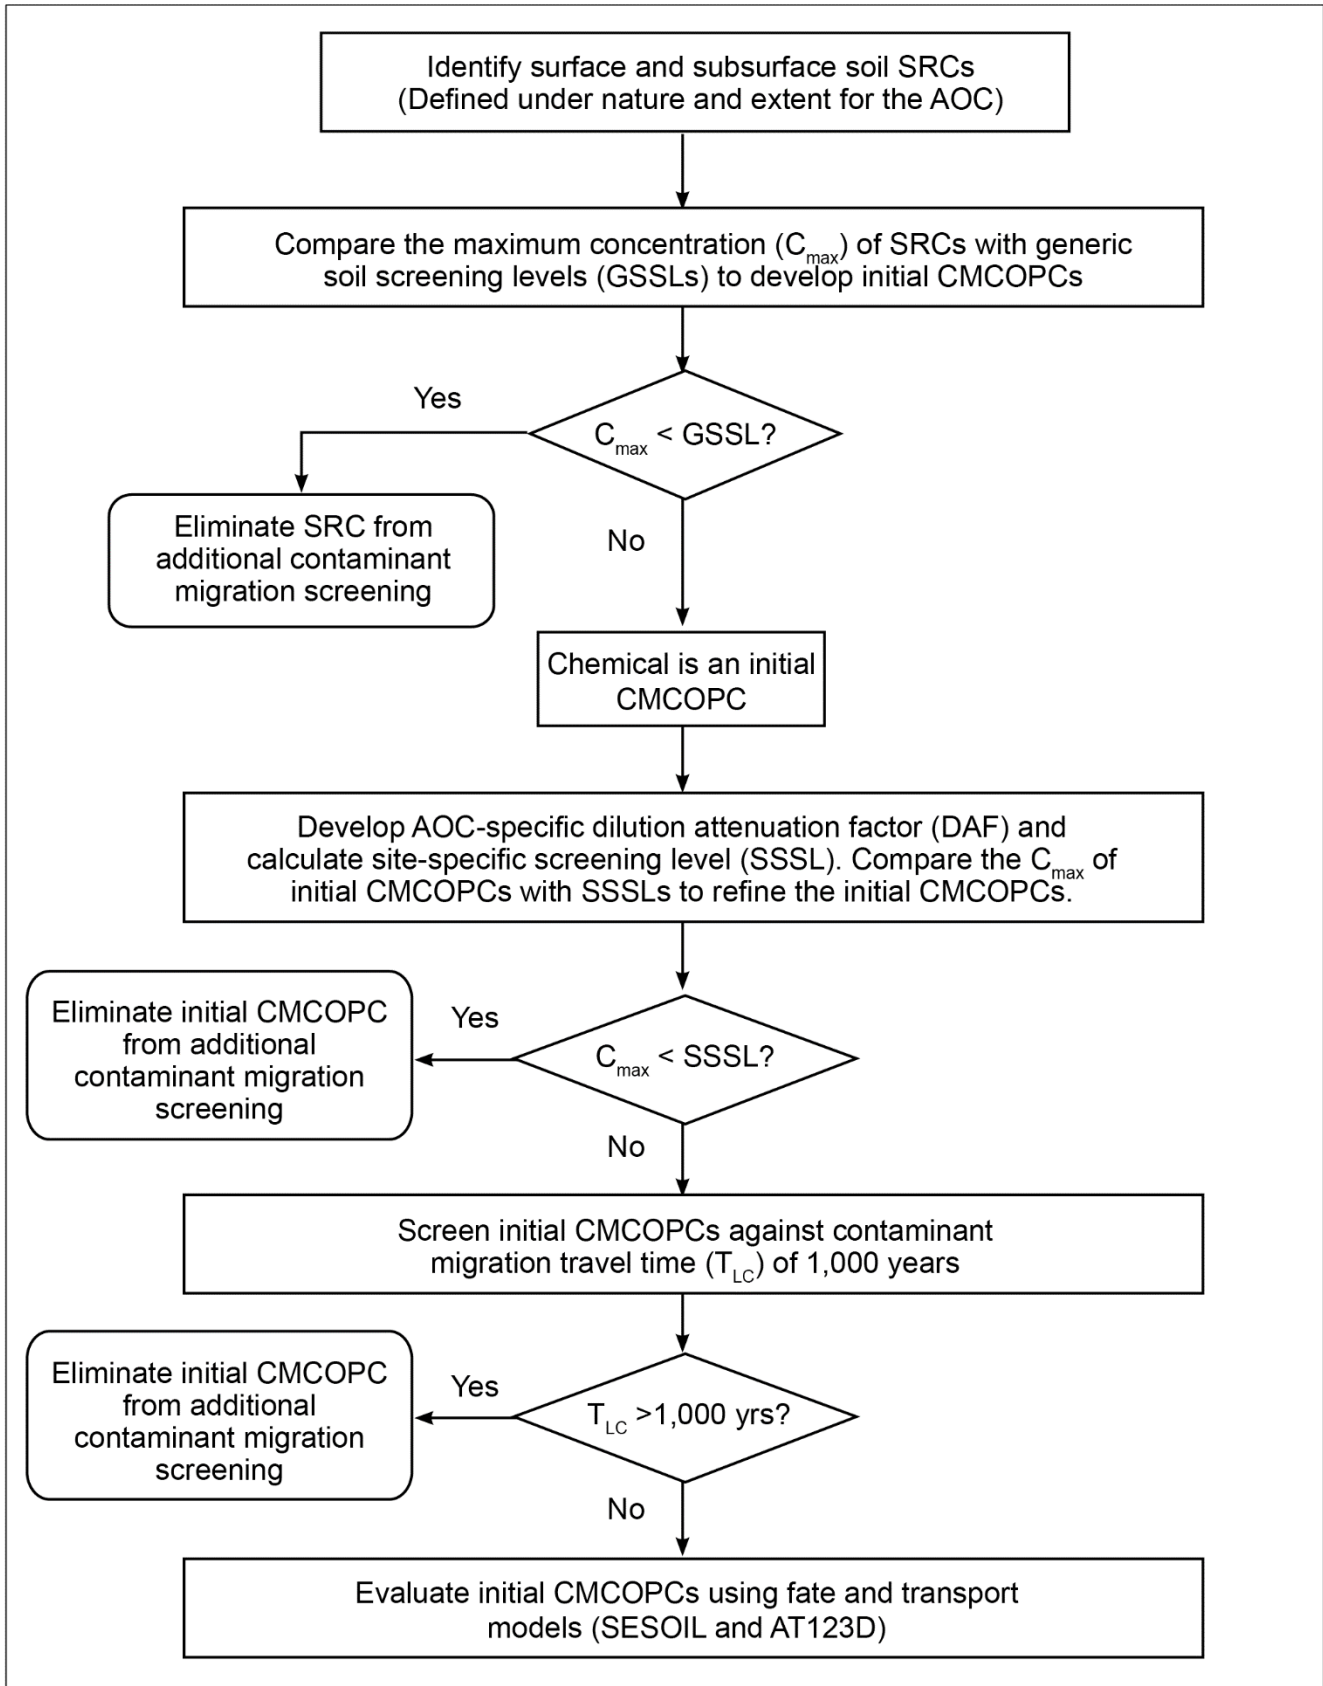 Identify surface and subsurface soil SRCs
(Defined under nature and extent for the AOC)
Compare the maximum concentration (Cmax) of SRCs with generic
soil screening levels (GSSLs) to develop initial CMCOPCs
Yes
Cmax < GSSL?
Eliminate SRC from
additional contaminant
migration screening
No
Chemical is an initial
CMCOPC
Develop AOC-specific dilution attenuation factor (DAF) and
calculate site-specific screening level (SSSL). Compare the Cmax of
initial CMCOPCs with SSSLs to refine the initial CMCOPCs.
Eliminate initial CMCOPC
from additional
contaminant migration
screening
Yes
Cmax < SSSL?
No
Screen initial CMCOPCs against contaminant
migration travel time (TLC) of 1,000 years
Eliminate initial CMCOPC
from additional
contaminant migration
screening
Yes
TLC >1,000 yrs?
No
Evaluate initial CMCOPCs using fate and transport
models (SESOIL and AT123D)